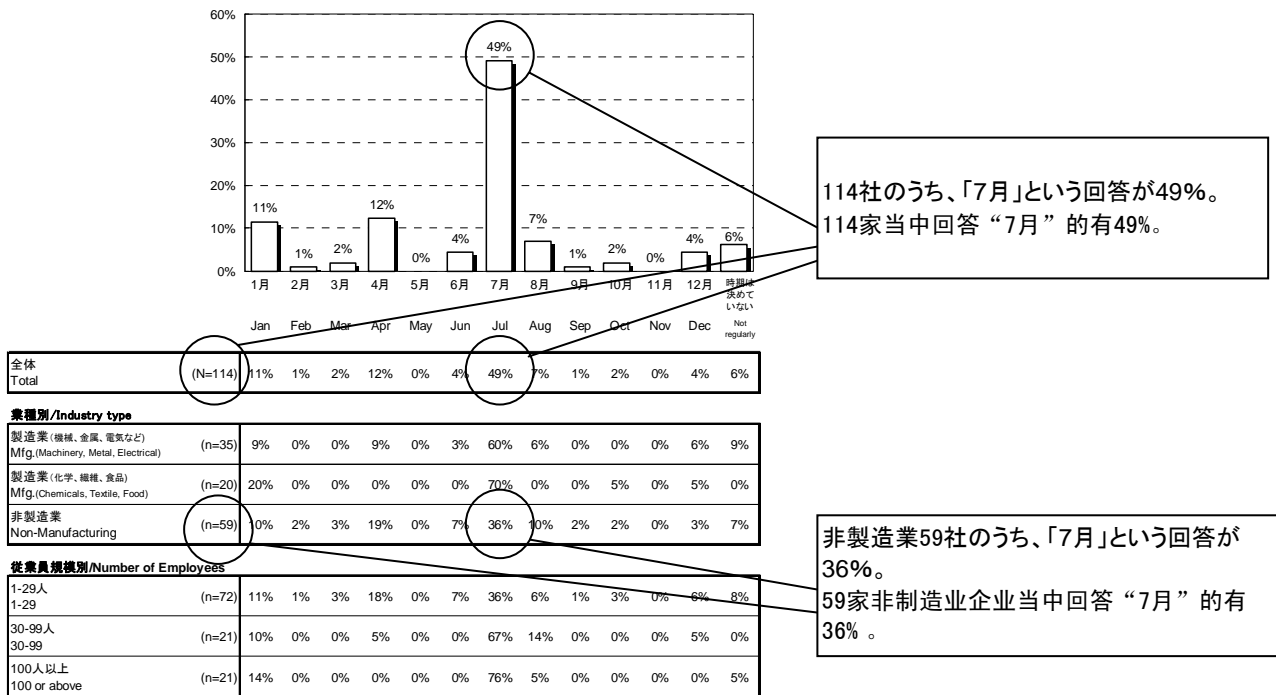 60%
50%
40%
30%
20%
10%
0%
11%
1%
2%
12%
0%
4%
49%
7%
1%
2%
0%
4%
6%
1月 2月 3月 4月 5月 6月 7月 8月 9月 10月 11月 12月 時期は
決めて
いない
Jan Feb Mar Apr May Jun Jul Aug Sep Oct Nov Dec Not
regularly
114社のうち、「7月」という回答が49%。
114家当中回答“7月”的有49%。
全体
Total (N=114) 11% 1% 2% 12% 0% 4% 49% 7% 1% 2% 0% 4% 6%
業種別/Industry type
製造業(機械、金属、電気など)
Mfg.(Machinery, Metal, Electrical) (n=35) 9% 0% 0% 9% 0% 3% 60% 6% 0% 0% 0% 6% 9%
製造業(化学、繊維、食品)
Mfg.(Chemicals, Textile, Food) (n=20) 20% 0% 0% 0% 0% 0% 70% 0% 0% 5% 0% 5% 0%
非製造業
Non-Manufacturing (n=59) 10% 2% 3% 19% 0% 7% 36% 10% 2% 2% 0% 3% 7%
従業員規模別/Number of Employees
1-29人
1-29 (n=72) 11% 1% 3% 18% 0% 7% 36% 6% 1% 3% 0% 6% 8%
30-99人
30-99 (n=21) 10% 0% 0% 5% 0% 0% 67% 14% 0% 0% 0% 5% 0%
100人以上
100 or above (n=21) 14% 0% 0% 0% 0% 0% 76% 5% 0% 0% 0% 0% 5%
非製造業59社のうち、「7月」という回答が
36%。
59家非制造业企业当中回答“7月”的有
36% 。